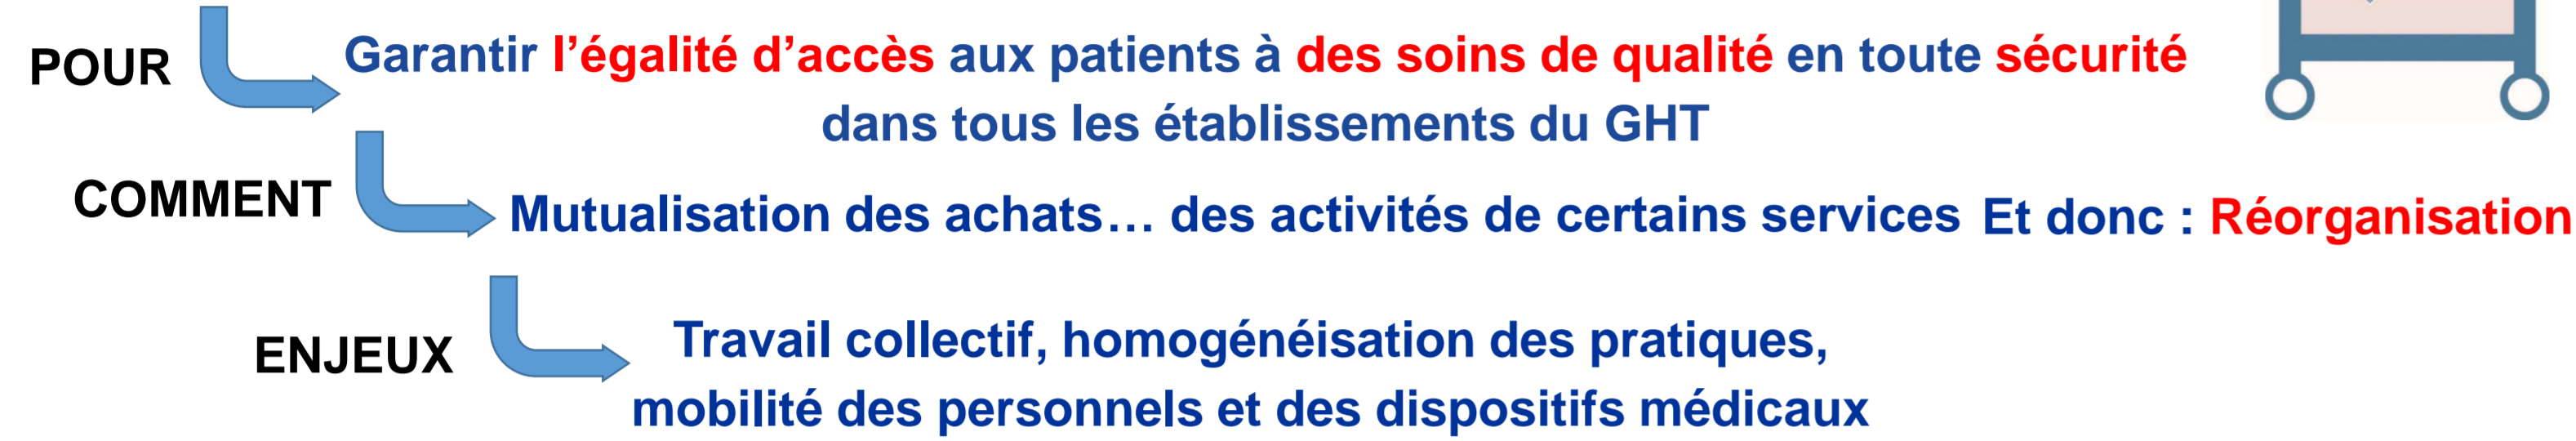 POUR
Garantir l’égalité d’accès aux patients à des soins de qualité en toute sécurité
dans tous les établissements du GHT
COMMENT
Mutualisation des achats… des activités de certains services Et donc : Réorganisation
ENJEUX
Travail collectif, homogénéisation des pratiques,
mobilité des personnels et des dispositifs médicaux